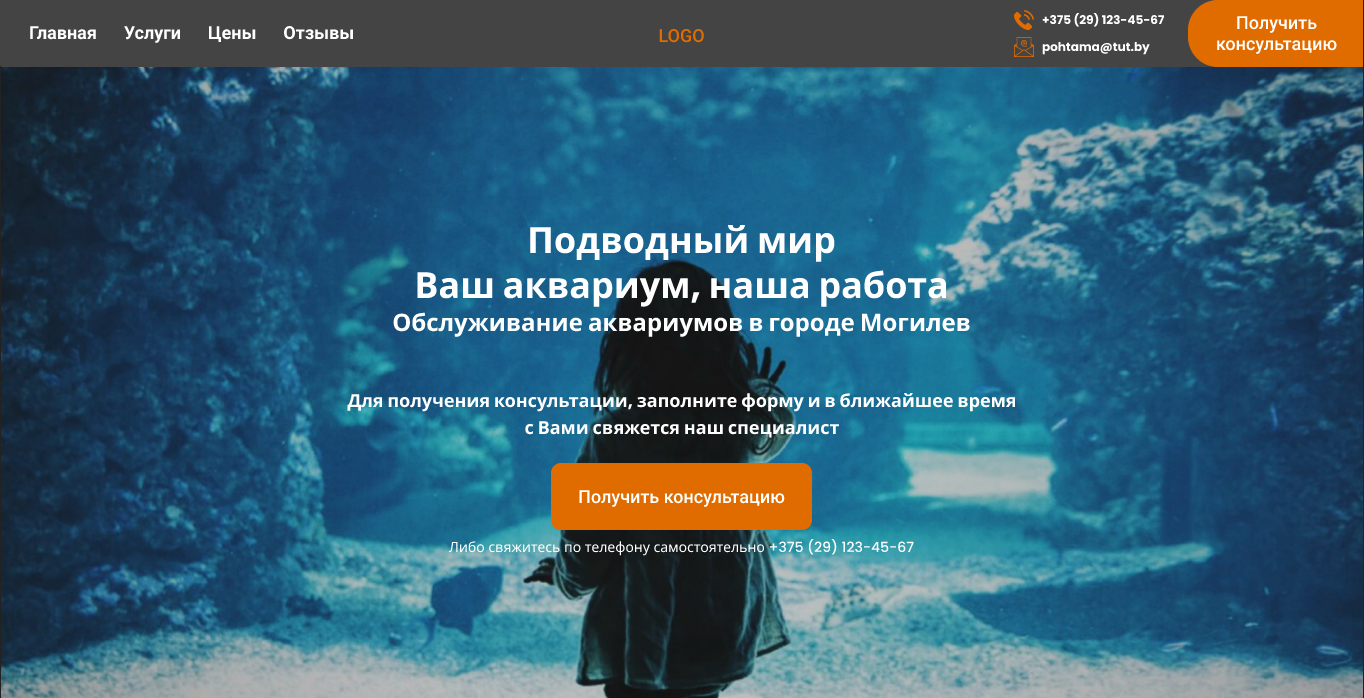 Главная Услуги Цены Отзывы
LOGO
+375 (29) 123-45-67
pohtama@tut.by
Получить
консультацию
Подводный мир
Ваш аквариум, наша работа
Обслуживание аквариумов в городе Могилев
Для получения консультации, заполните форму и в ближайшее время
с Вами свяжется наш специалист
Получить консультацию
Либо свяжитесь по телефону самостоятельно +375 (29) 123-45-67